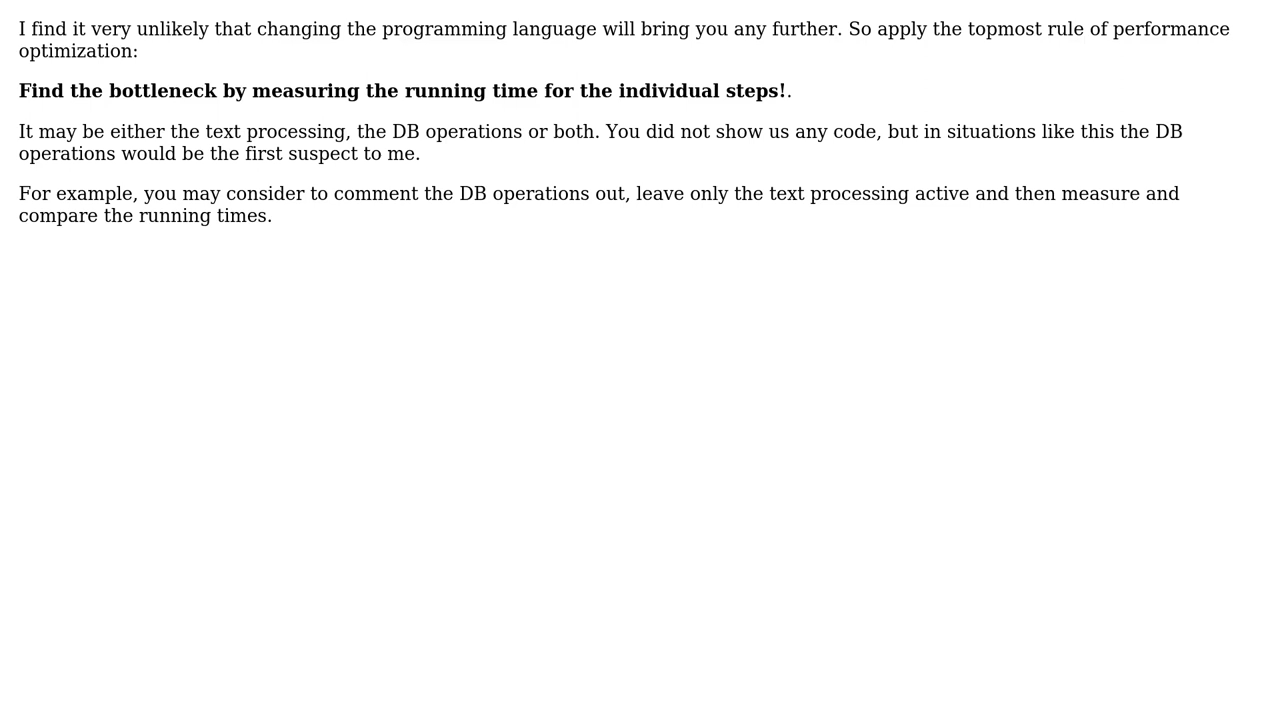 I find it very unlikely that changing the programming language will bring you any further. So apply the topmost rule of performance
optimization:
Find the bottleneck by measuring the running time for the individual steps!.
It may be either the text processing, the DB operations or both. You did not show us any code, but in situations like this the DB
operations would be the first suspect to me.
For example, you may consider to comment the DB operations out, leave only the text processing active and then measure and
compare the running times.